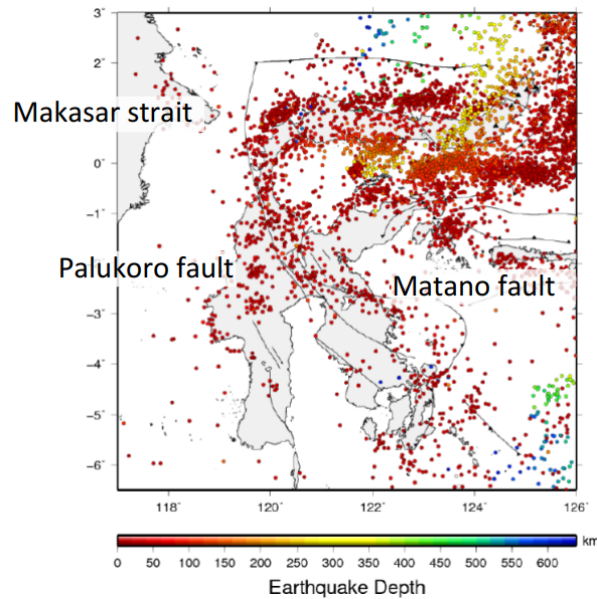 3
2
Makasar strait
1
0
−1
−2
Palukoro fault
Matano fault
−3
−4
−5
−6
118°
120°
122°
124°
126°
0 50 100 150 200 250 300 350 400 450 500 550 600
km
Earthquake Depth